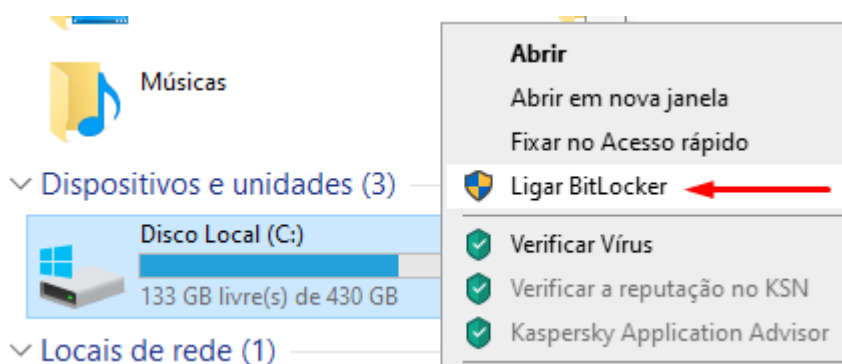 Músicas
Dispositivos e unidades (3)
Disco Local (C:)
133 GB livre(s) de 430 GB
Locais de rede (1)
Abrir
Abrir em nova janela
Fixar no Acesso rápido
Ligar BitLocker
Verificar Vírus
Verificar a reputação no KSN
Kaspersky Application Advisor